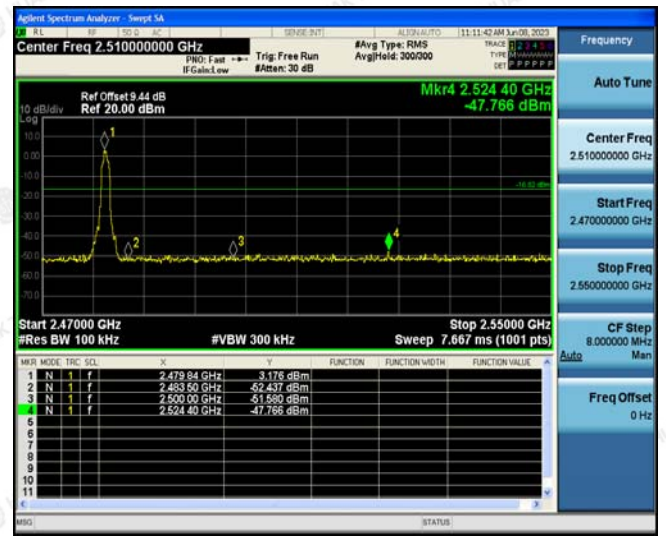 Agilent Spectrum Analyzer - Swept SA
RL RF 50 Ω AC SENSE:INT ALIGN AUTO 11:11:42 AM Jun 08, 2023
Center Freq 2.510000000 GHz
PNO: Fast
IFGain:Low
Trig: Free Run
#Atten: 30 dB
#Avg Type: RMS
Avg|Hold: 300/300
TRACE 1 2 3 4 5 6
TYPE M
DET P P P P P P
Frequency
Auto Tune
Center Freq
2.510000000 GHz
Start Freq
2.470000000 GHz
Stop Freq
2.550000000 GHz
CF Step
8.000000 MHz
Auto Man
Freq Offset
0 Hz
Ref Offset 9.44 dB
10 dB/div Ref 20.00 dBm
Log
Mkr4 2.524 40 GHz
-47.766 dBm
10.0
0.00
-10.0
-20.0
-30.0
-40.0
-50.0
-60.0
-70.0
1
2
3
4
-16.82 dBm
Start 2.47000 GHz Stop 2.55000 GHz
#Res BW 100 kHz #VBW 300 kHz Sweep 7.667 ms (1001 pts)
MKR MODE TRC SCL X Y FUNCTION FUNCTION WIDTH FUNCTION VALUE
1 N 1 f 2.479 84 GHz 3.176 dBm
2 N 1 f 2.483 50 GHz -52.437 dBm
3 N 1 f 2.500 00 GHz -51.580 dBm
4 N 1 f 2.524 40 GHz -47.766 dBm
5
6
7
8
9
10
11
MSG STATUS